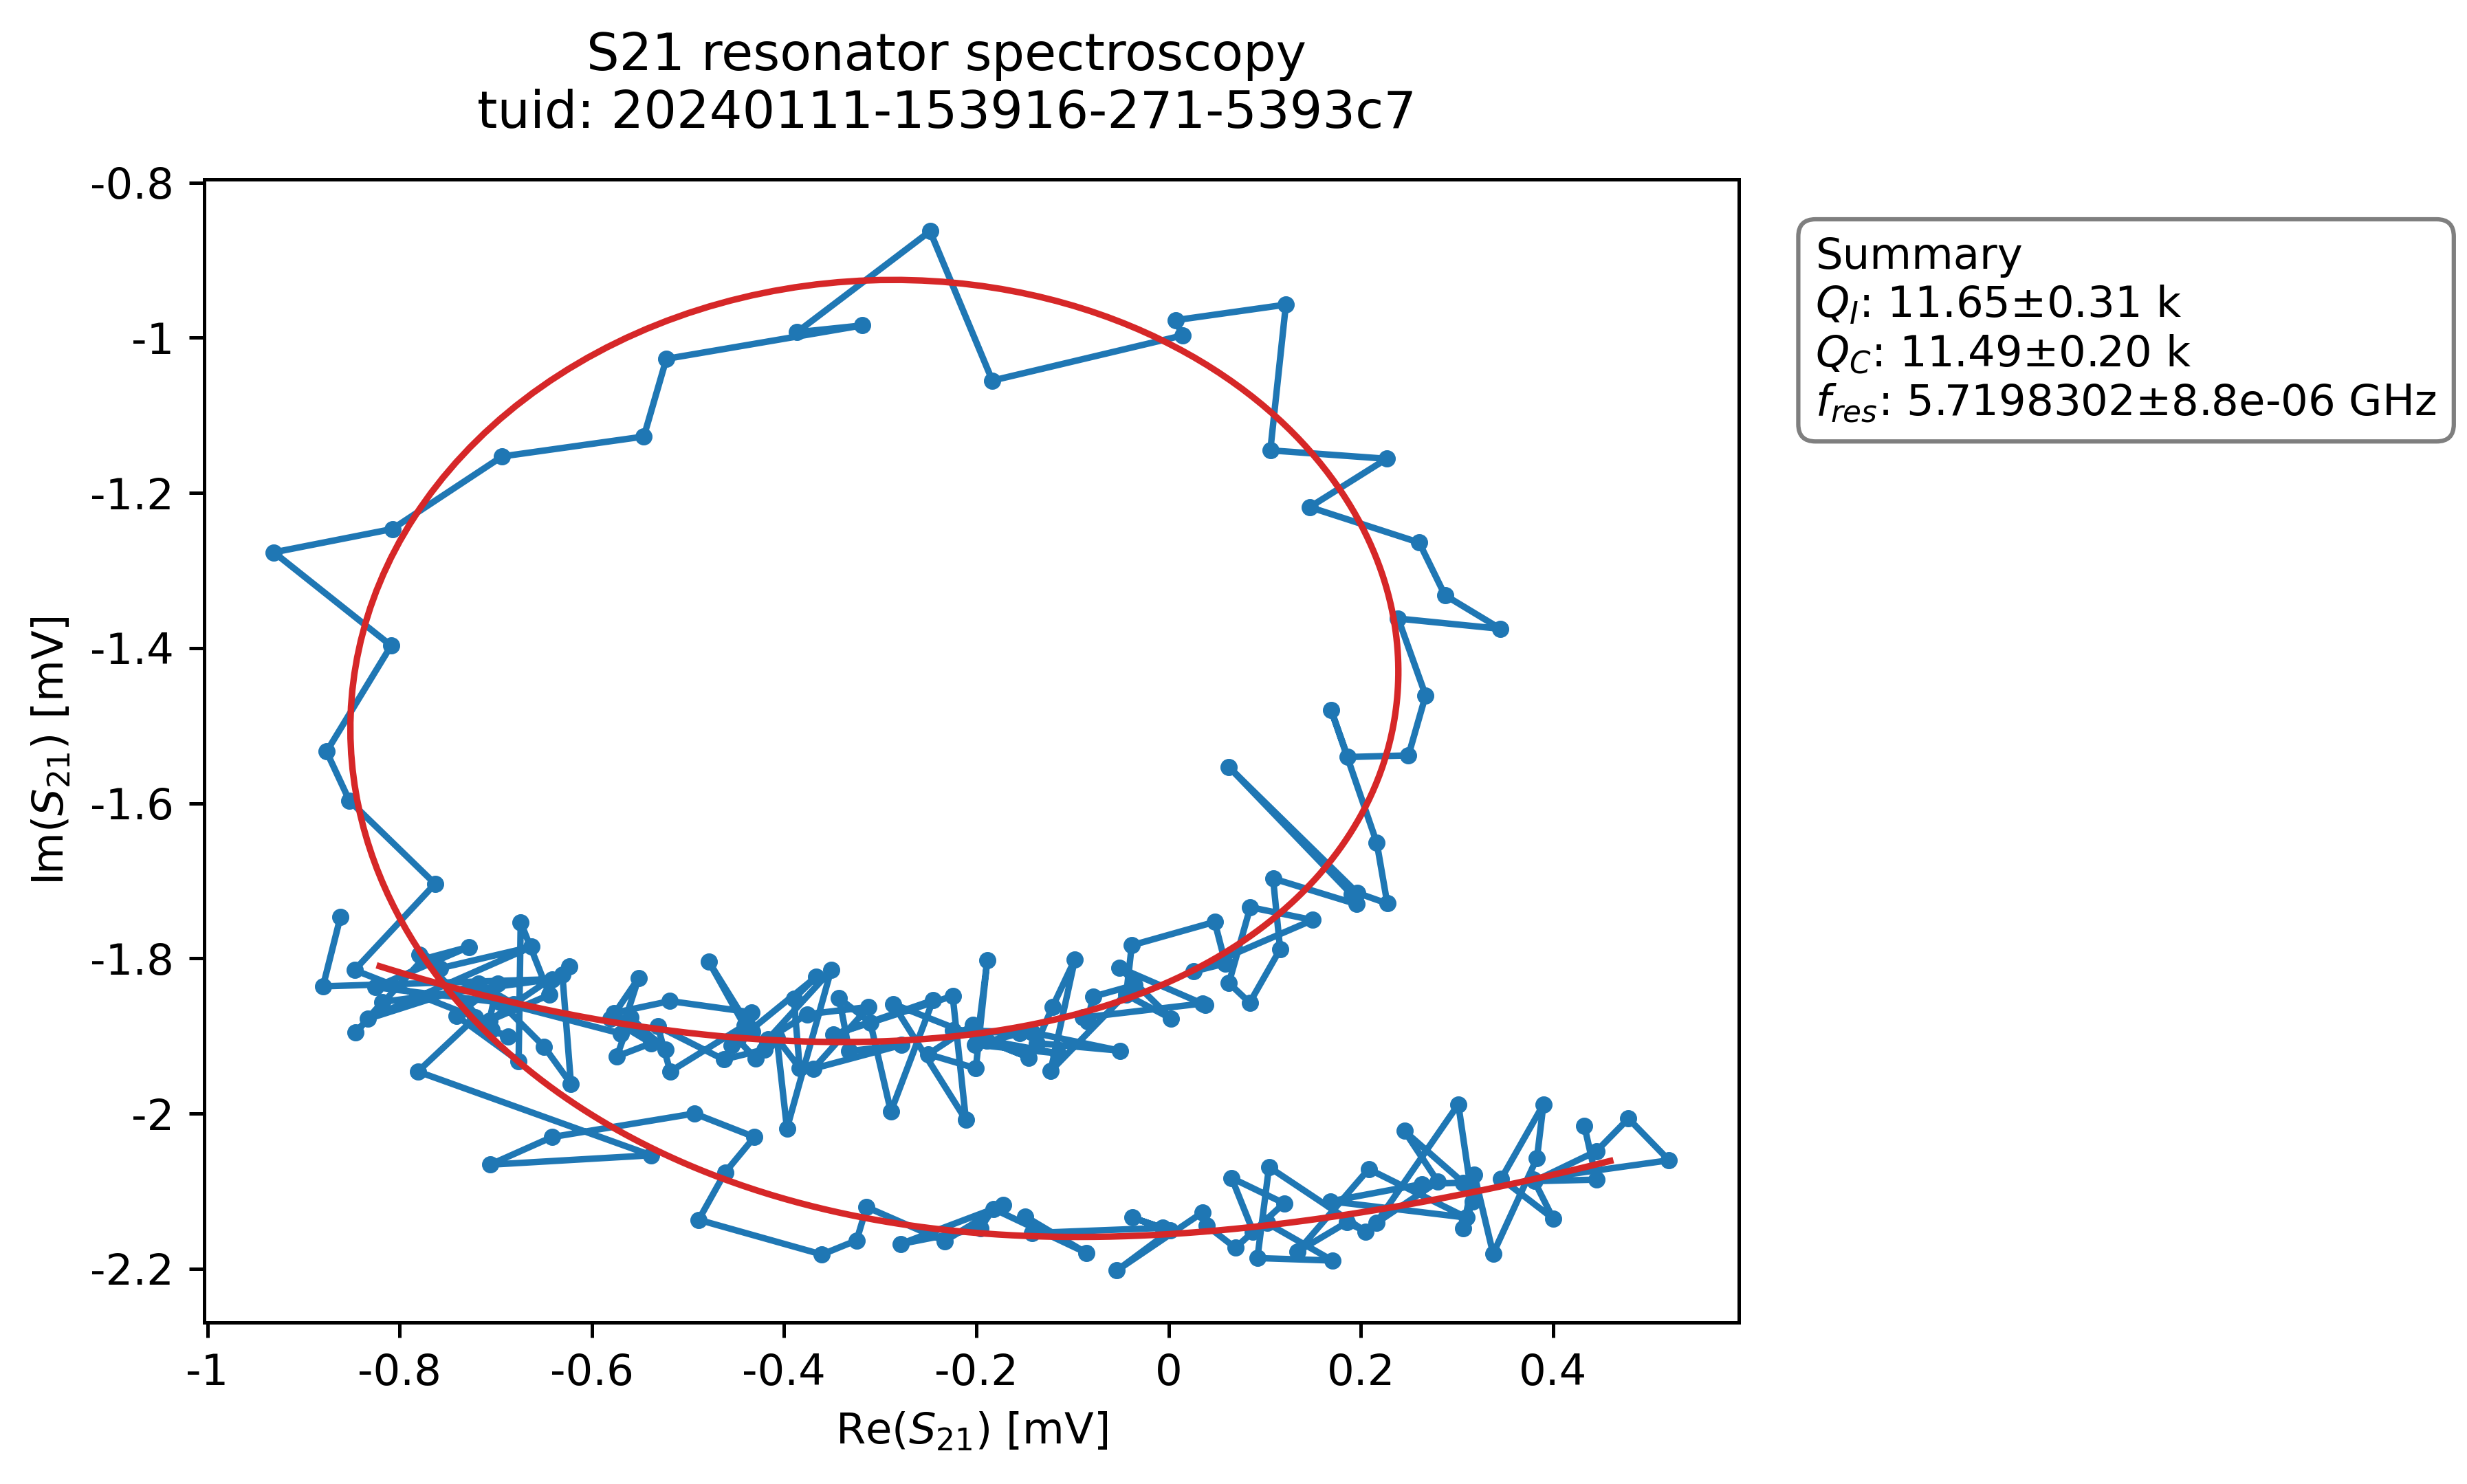 S21 resonator spectroscopy
tuid: 20240111-153916-271-5393c7
-0.8
-1
-1.2
-1.4
-1.6
-1.8
-2
-2.2
Im(S21) [mV]
-1
-0.8
-0.6
-0.4
-0.2
0
0.2
0.4
Re(S21) [mV]
Summary
QI: 11.65±0.31 k
QC: 11.49±0.20 k
fres: 5.7198302±8.8e-06 GHz